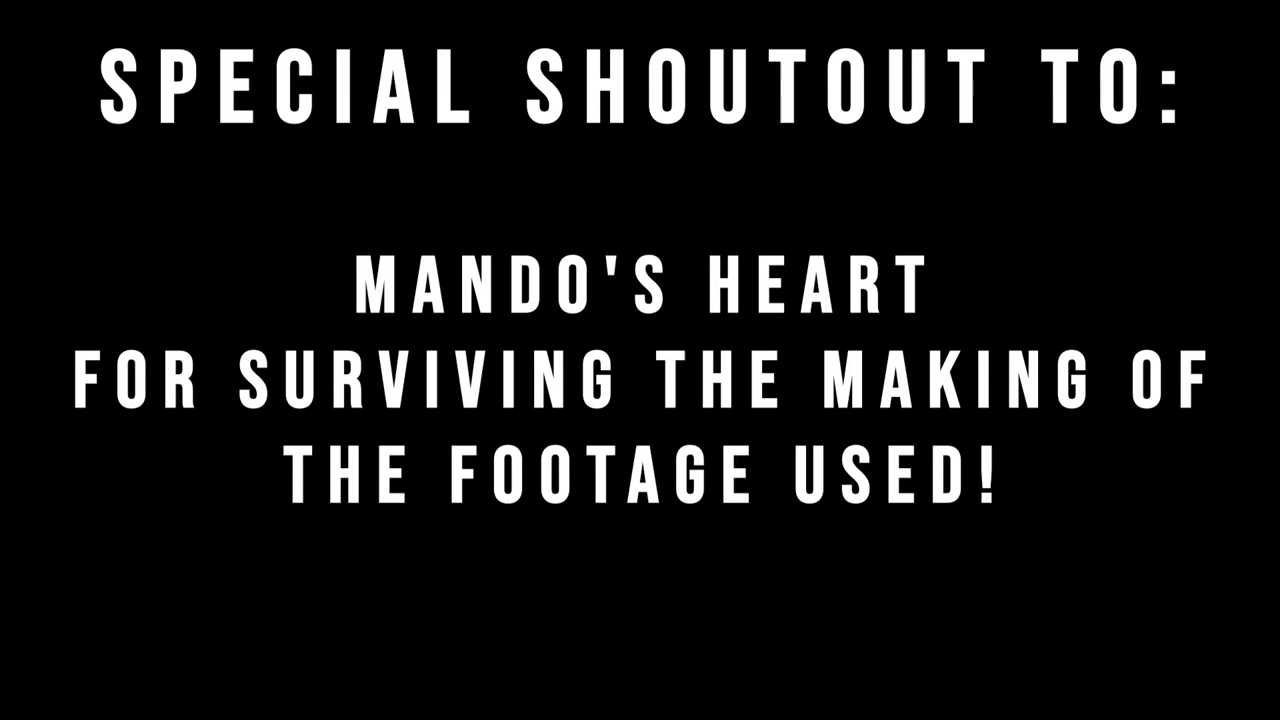 SPECIAL SHOUTOUT TO:
MANDO'S HEART
FOR SURVIVING THE MAKING OF
THE FOOTAGE USED!